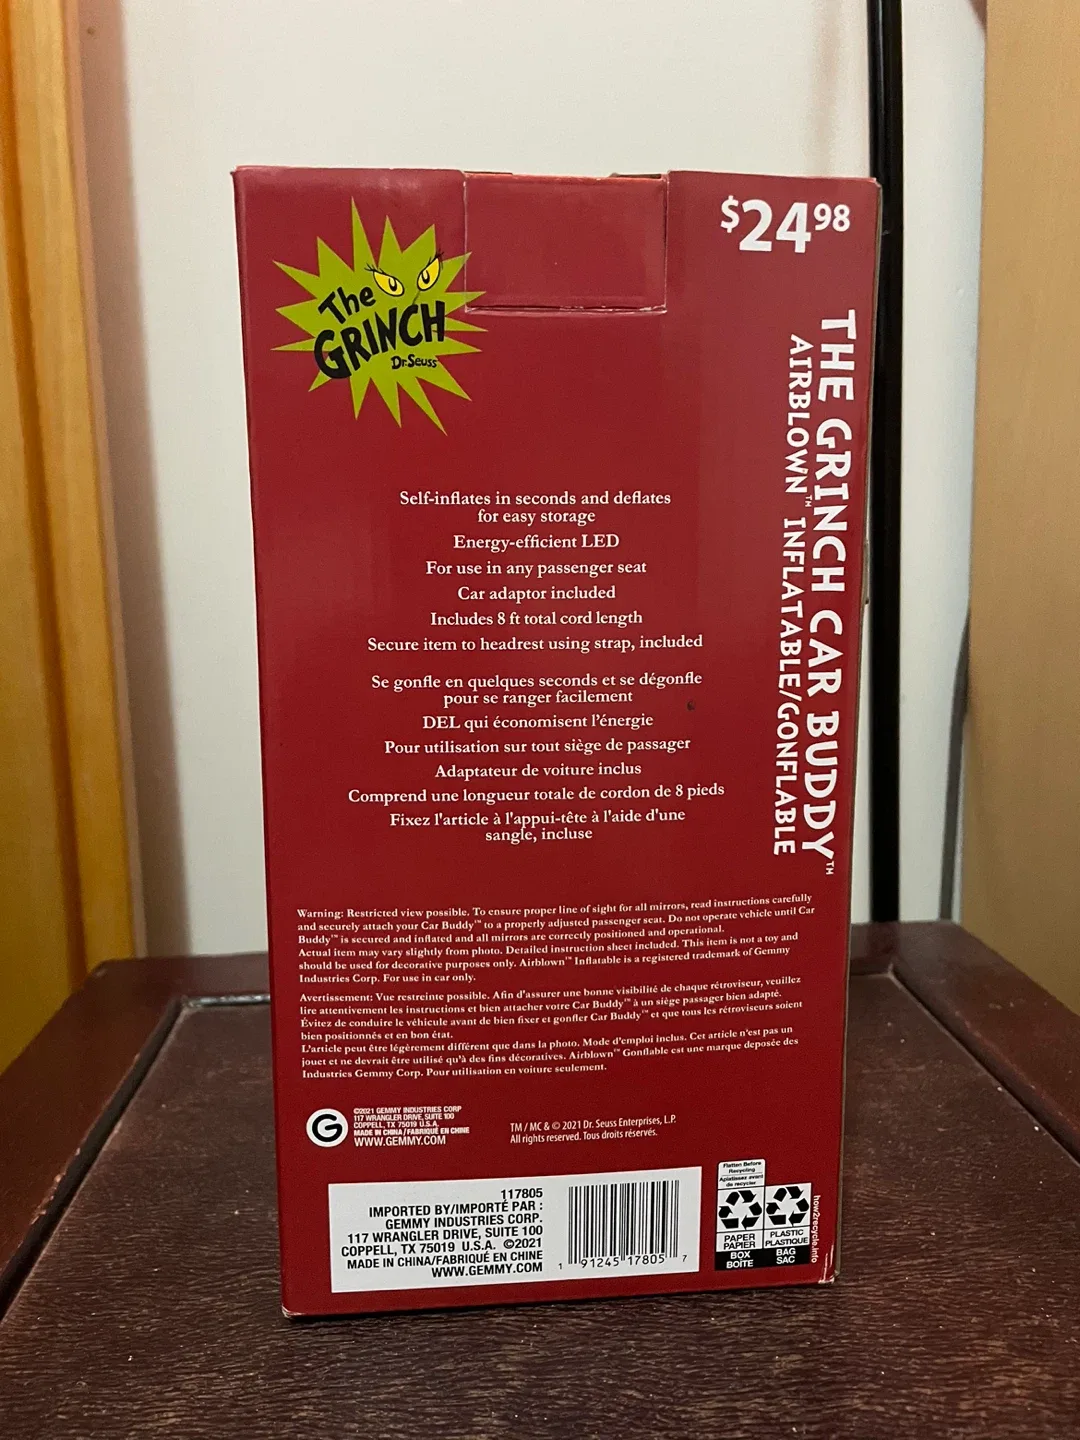 $24.98
The
GRINCH
Dr. Seuss
THE GRINCH CAR BUDDY™
AIRBLOWN™ INFLATABLE/GONFLABLE
Self-inflates in seconds and deflates
for easy storage
Energy-efficient LED
For use in any passenger seat
Car adaptor included
Includes 8 ft total cord length
Secure item to headrest using strap, included
Se gonfle en quelques secondes et se dégonfle
pour se ranger facilement
DEL qui économisent l'énergie
Pour utilisation sur tout siège de passager
Adaptateur de voiture inclus
Comprend une longueur totale de cordon de 8 pieds
Fixez l'article à l'appui-tête à l'aide d'une
sangle, incluse
Warning: Restricted view possible. To ensure proper line of sight for all mirrors, read instructions carefully
and securely attach your Car Buddy™ to a properly adjusted passenger seat. Do not operate vehicle until Car
Buddy™ is secured and inflated and all mirrors are correctly positioned and operational.
Actual item may vary slightly from photo. Detailed instruction sheet included. This item is not a toy and
should be used for decorative purposes only. Airblown™ Inflatable is a registered trademark of Gemmy
Industries Corp. For use in car only.
Avertissement: Vue restreinte possible. Afin d'assurer une bonne visibilité de chaque rétroviseur, veuillez
lire attentivement les instructions et bien attacher votre Car Buddy™ à un siège passager bien adapté.
Évitez de conduire le véhicule avant de bien fixer et gonfler Car Buddy™ et que tous les rétroviseurs soient
bien positionnés et en bon état.
L'article peut être légèrement différent que dans la photo. Mode d'emploi inclus. Cet article n'est pas un
jouet et ne devrait être utilisé qu'à des fins décoratives. Airblown™ Gonflable est une marque deposée des
Industries Gemmy Corp. Pour utilisation en voiture seulement.
G
©2021 GEMMY INDUSTRIES CORP
117 WRANGLER DRIVE, SUITE 100
COPPELL, TX 75019 U.S.A.
MADE IN CHINA/FABRIQUÉ EN CHINE
WWW.GEMMY.COM
TM / MC & © 2021 Dr. Seuss Enterprises, L.P.
All rights reserved. Tous droits réservés.
117805
IMPORTED BY/IMPORTÉ PAR :
GEMMY INDUSTRIES CORP.
117 WRANGLER DRIVE, SUITE 100
COPPELL, TX 75019 U.S.A. ©2021
MADE IN CHINA/FABRIQUÉ EN CHINE
WWW.GEMMY.COM
1 91245 17805 7
Flatten Before
Recycling
Aplatissez avant
de recycler
PAPER
PAPIER
BOX
BOITE
PLASTIC
PLASTIQUE
BAG
SAC
how2recycle.info